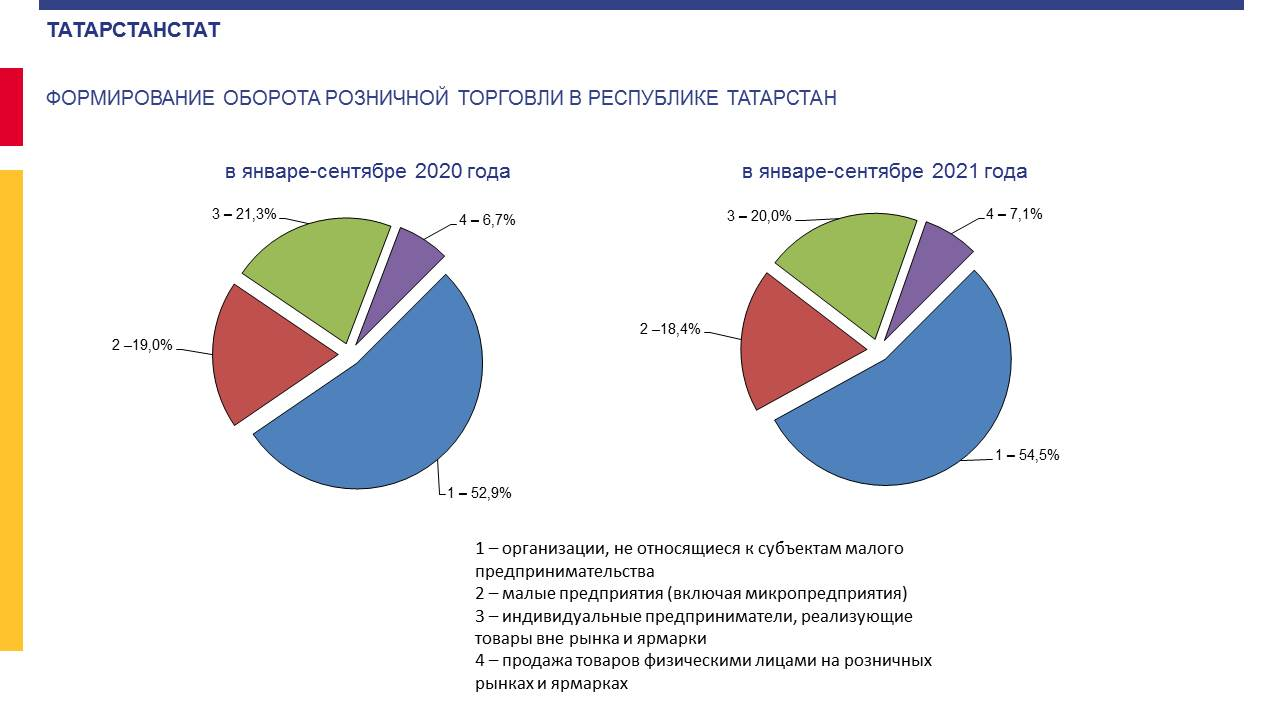 ТАТАРСТАНСТАТ
ФОРМИРОВАНИЕ ОБОРОТА РОЗНИЧНОЙ ТОРГОВЛИ В РЕСПУБЛИКЕ ТАТАРСТАН
в январе-сентябре 2020 года
3 – 21,3%
4 – 6,7%
2 –19,0%
1 – 52,9%
в январе-сентябре 2021 года
3 – 20,0%
4 – 7,1%
2 –18,4%
1 – 54,5%
1 – организации, не относящиеся к субъектам малого
предпринимательства
2 – малые предприятия (включая микропредприятия)
3 – индивидуальные предприниматели, реализующие
товары вне рынка и ярмарки
4 – продажа товаров физическими лицами на розничных
рынках и ярмарках